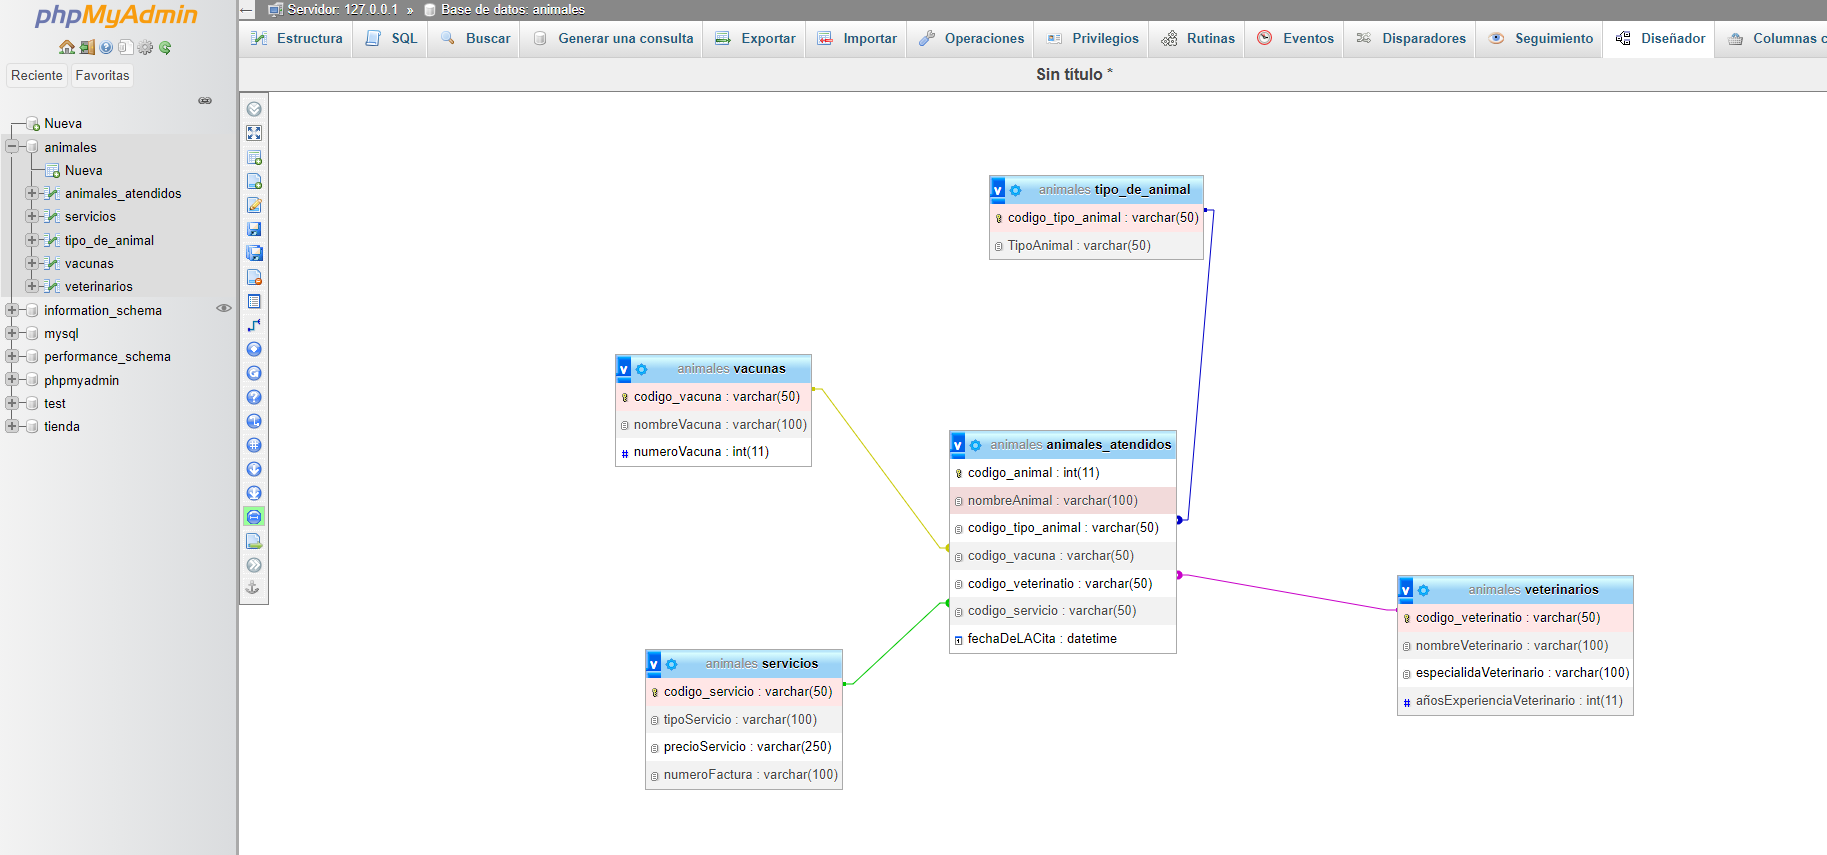 phpMyAdmin
Reciente Favoritas
Nueva
animales
Nueva
animales_atendidos
servicios
tipo_de_animal
vacunas
veterinarios
information_schema
mysql
performance_schema
phpmyadmin
test
tienda
Servidor: 127.0.0.1 » Base de datos: animales
Estructura SQL Buscar Generar una consulta Exportar Importar Operaciones Privilegios Rutinas Eventos Disparadores Seguimiento Diseñador Columnas c
Sin título *
v animales tipo_de_animal
codigo_tipo_animal : varchar(50)
TipoAnimal : varchar(50)
v animales vacunas
codigo_vacuna : varchar(50)
nombreVacuna : varchar(100)
# numeroVacuna : int(11)
v animales animales_atendidos
codigo_animal : int(11)
nombreAnimal : varchar(100)
codigo_tipo_animal : varchar(50)
codigo_vacuna : varchar(50)
codigo_veterinatio : varchar(50)
codigo_servicio : varchar(50)
fechaDeLACita : datetime
v animales servicios
codigo_servicio : varchar(50)
tipoServicio : varchar(100)
precioServicio : varchar(250)
numeroFactura : varchar(100)
v animales veterinarios
codigo_veterinatio : varchar(50)
nombreVeterinario : varchar(100)
especialidaVeterinario : varchar(100)
# añosExperienciaVeterinario : int(11)